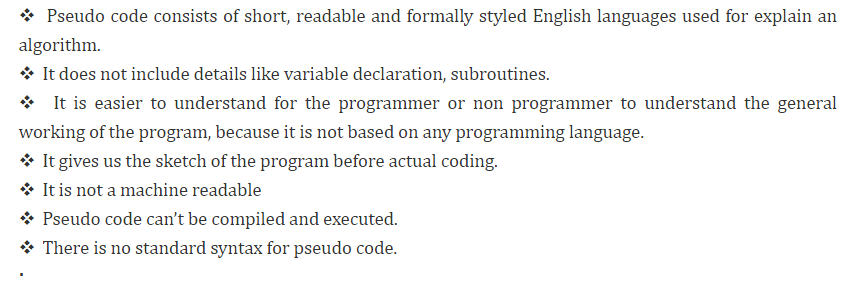 ❖ Pseudo code consists of short, readable and formally styled English languages used for explain an
algorithm.
❖ It does not include details like variable declaration, subroutines.
❖ It is easier to understand for the programmer or non programmer to understand the general
working of the program, because it is not based on any programming language.
❖ It gives us the sketch of the program before actual coding.
❖ It is not a machine readable
❖ Pseudo code can’t be compiled and executed.
❖ There is no standard syntax for pseudo code.
.